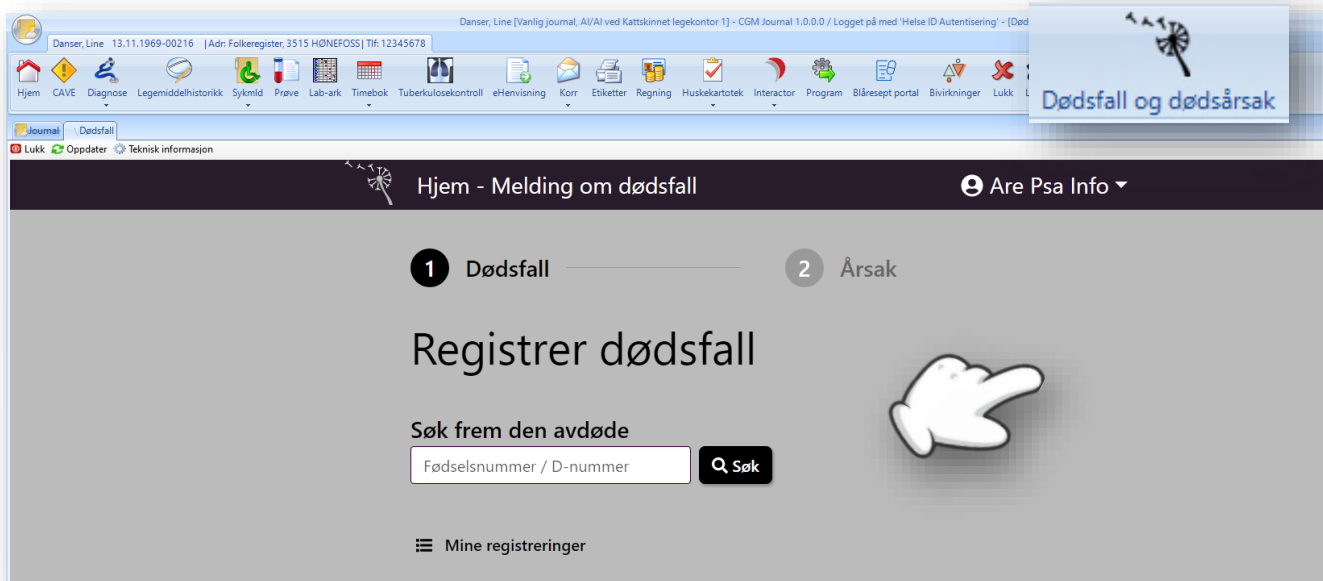 Danser, Line [Vanlig journal, AI/AI ved Kattskinnet legekontor 1] - CGM Journal 1.0.0.0 / Logget på med 'Helse ID Autentisering' - [Død
Danser, Line 13.11.1969-00216 | Adr: Folkeregister, 3515 HØNEFOSS | Tlf: 12345678
Hjem CAVE Diagnose Legemiddelhistorikk Sykmld Prøve Lab-ark Timebok Tuberkulosekontroll eHenvisning Korr Etiketter Regning Huskekartotek Interactor Program Blåresept portal Bivirkninger Lukk
Dødsfall og dødsårsak
Journal Dødsfall
Lukk Oppdater Teknisk informasjon
Hjem - Melding om dødsfall Are Psa Info
1 Dødsfall 2 Årsak
Registrer dødsfall
Søk frem den avdøde
Fødselsnummer / D-nummer Søk
Mine registreringer